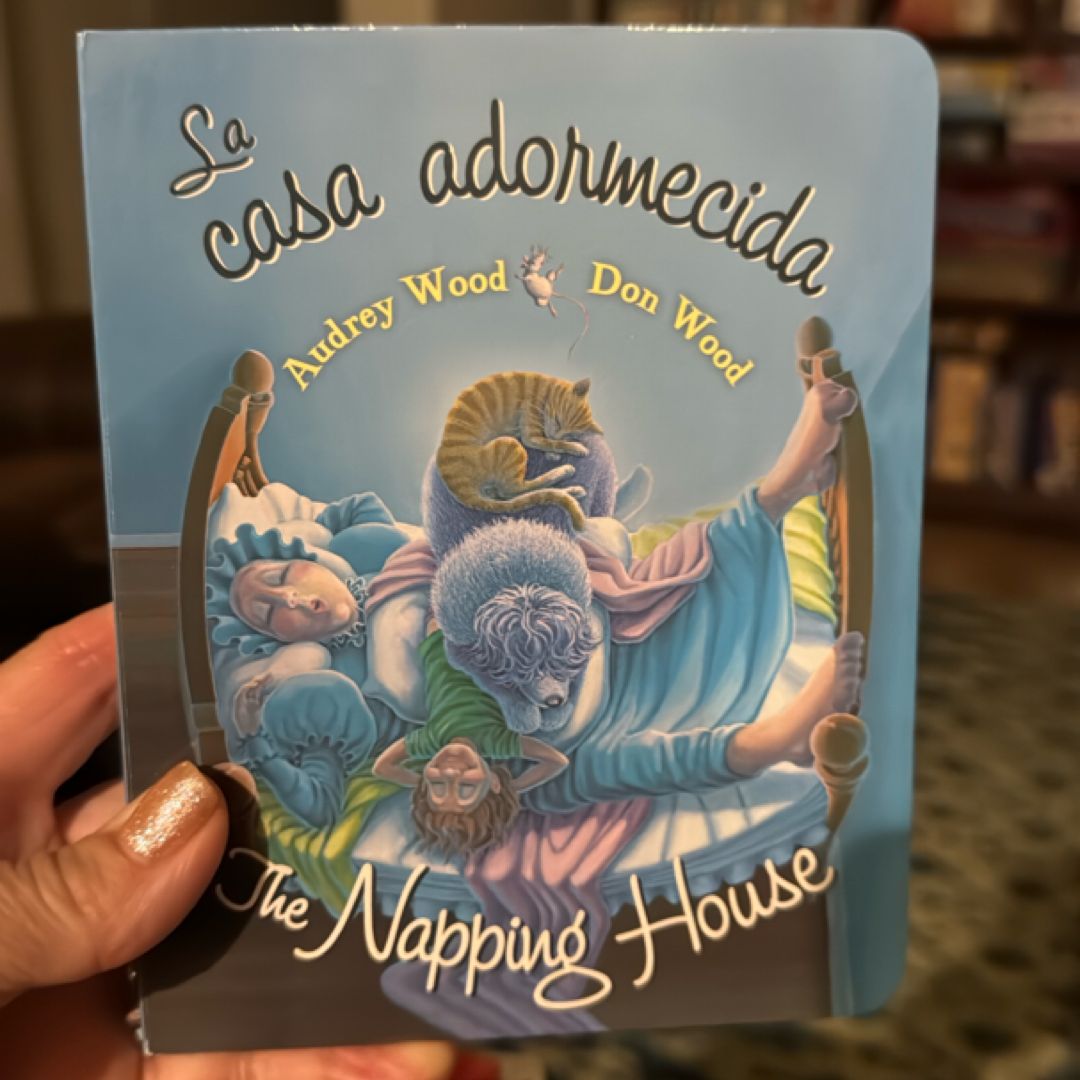 La
casa adormecida
Audrey Wood Don Wood
The Napping House